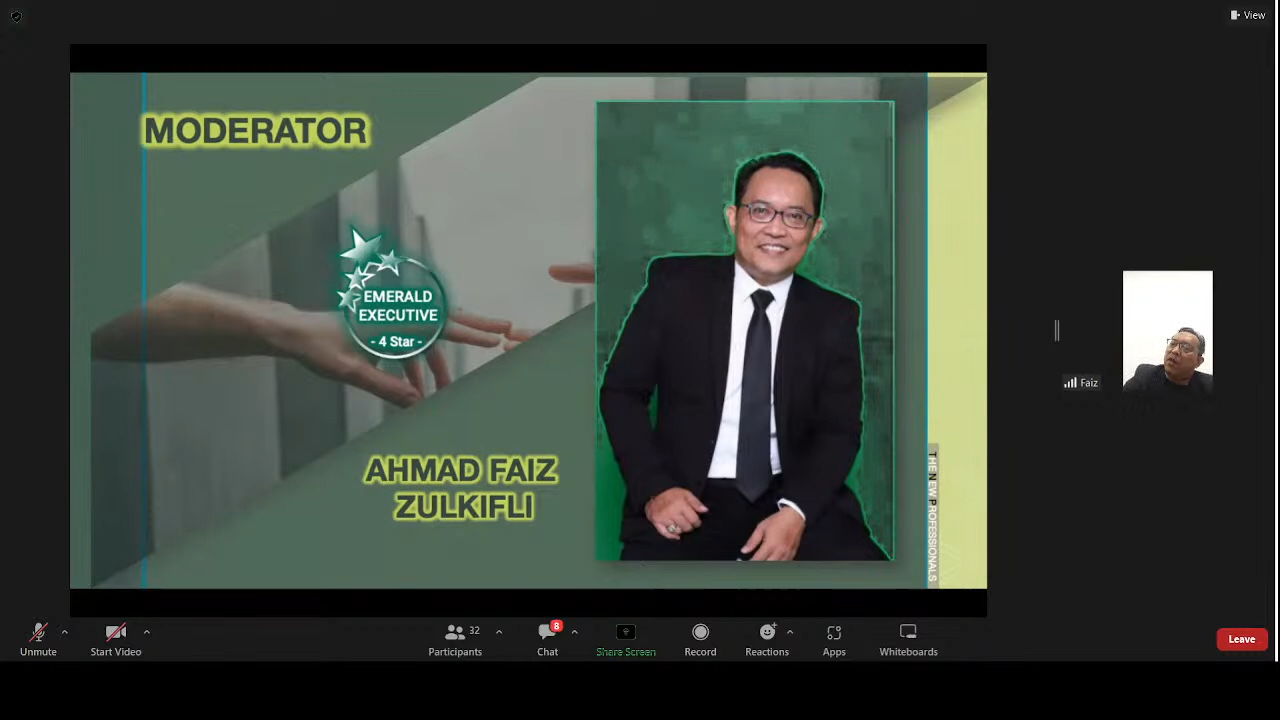 View
MODERATOR
EMERALD
EXECUTIVE
- 4 Star -
AHMAD FAIZ
ZULKIFLI
THE NEW PROFESSIONALS
Faiz
Unmute
Start Video
32
Participants
8
Chat
Share Screen
Record
Reactions
Apps
Whiteboards
Leave